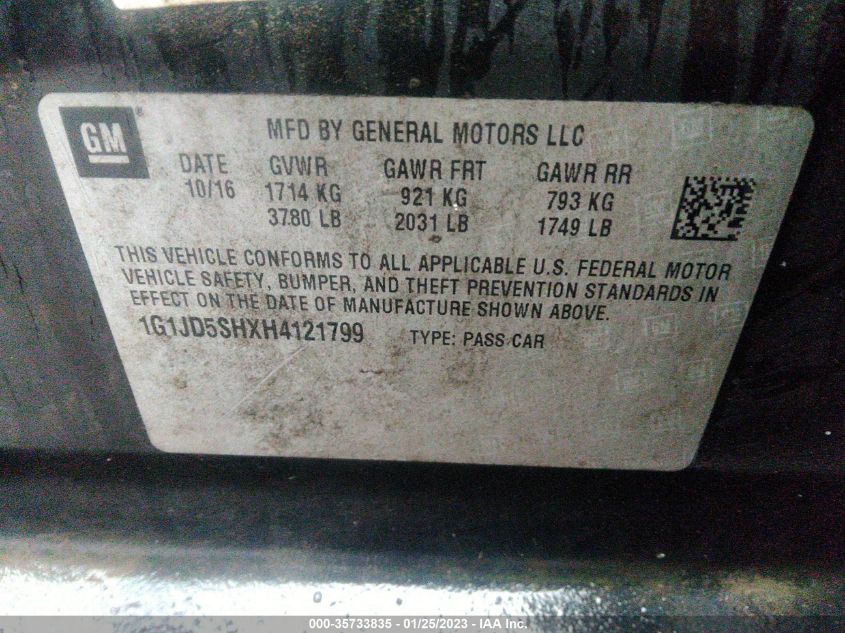 GM ®
MFD BY GENERAL MOTORS LLC
DATE GVWR GAWR FRT GAWR RR
10/16 1714 KG 921 KG 793 KG
3780 LB 2031 LB 1749 LB
THIS VEHICLE CONFORMS TO ALL APPLICABLE U.S. FEDERAL MOTOR
VEHICLE SAFETY, BUMPER, AND THEFT PREVENTION STANDARDS IN
EFFECT ON THE DATE OF MANUFACTURE SHOWN ABOVE.
1G1JD5SHXH4121799 TYPE: PASS CAR
000-35733835 - 01/25/2023 - IAA Inc.